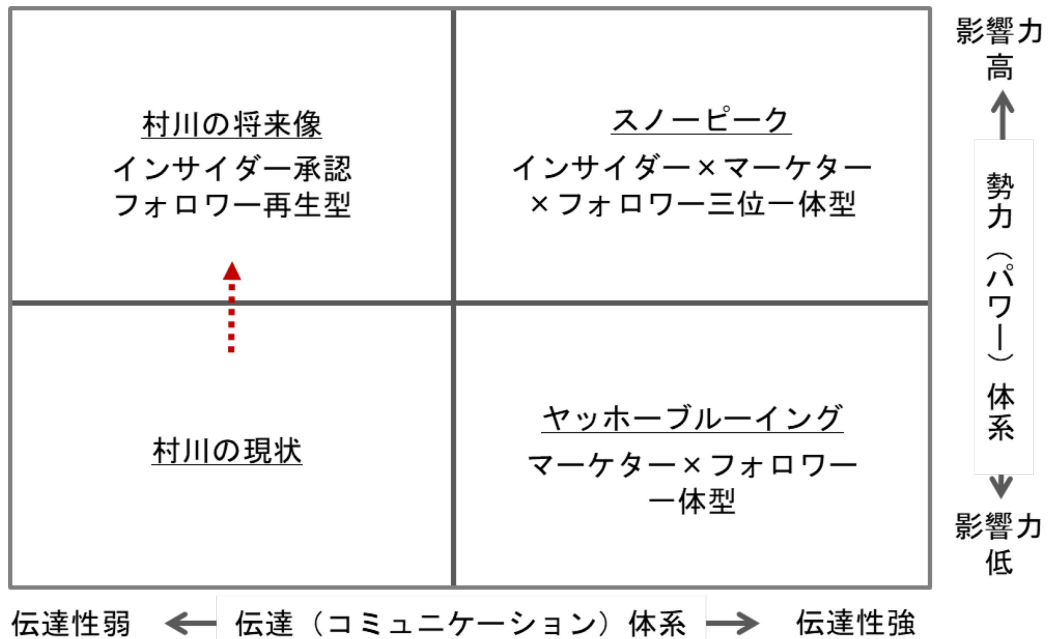 村川の将来像
インサイダー承認
フォロワー再生型
スノーピーク
インサイダー×マーケター
×フォロワー三位一体型
村川の現状
ヤッホーブルーイング
マーケター×フォロワー
一体型
影響力
高
勢力（パワー）体系
影響力
低
伝達性弱
伝達（コミュニケーション）体系
伝達性強